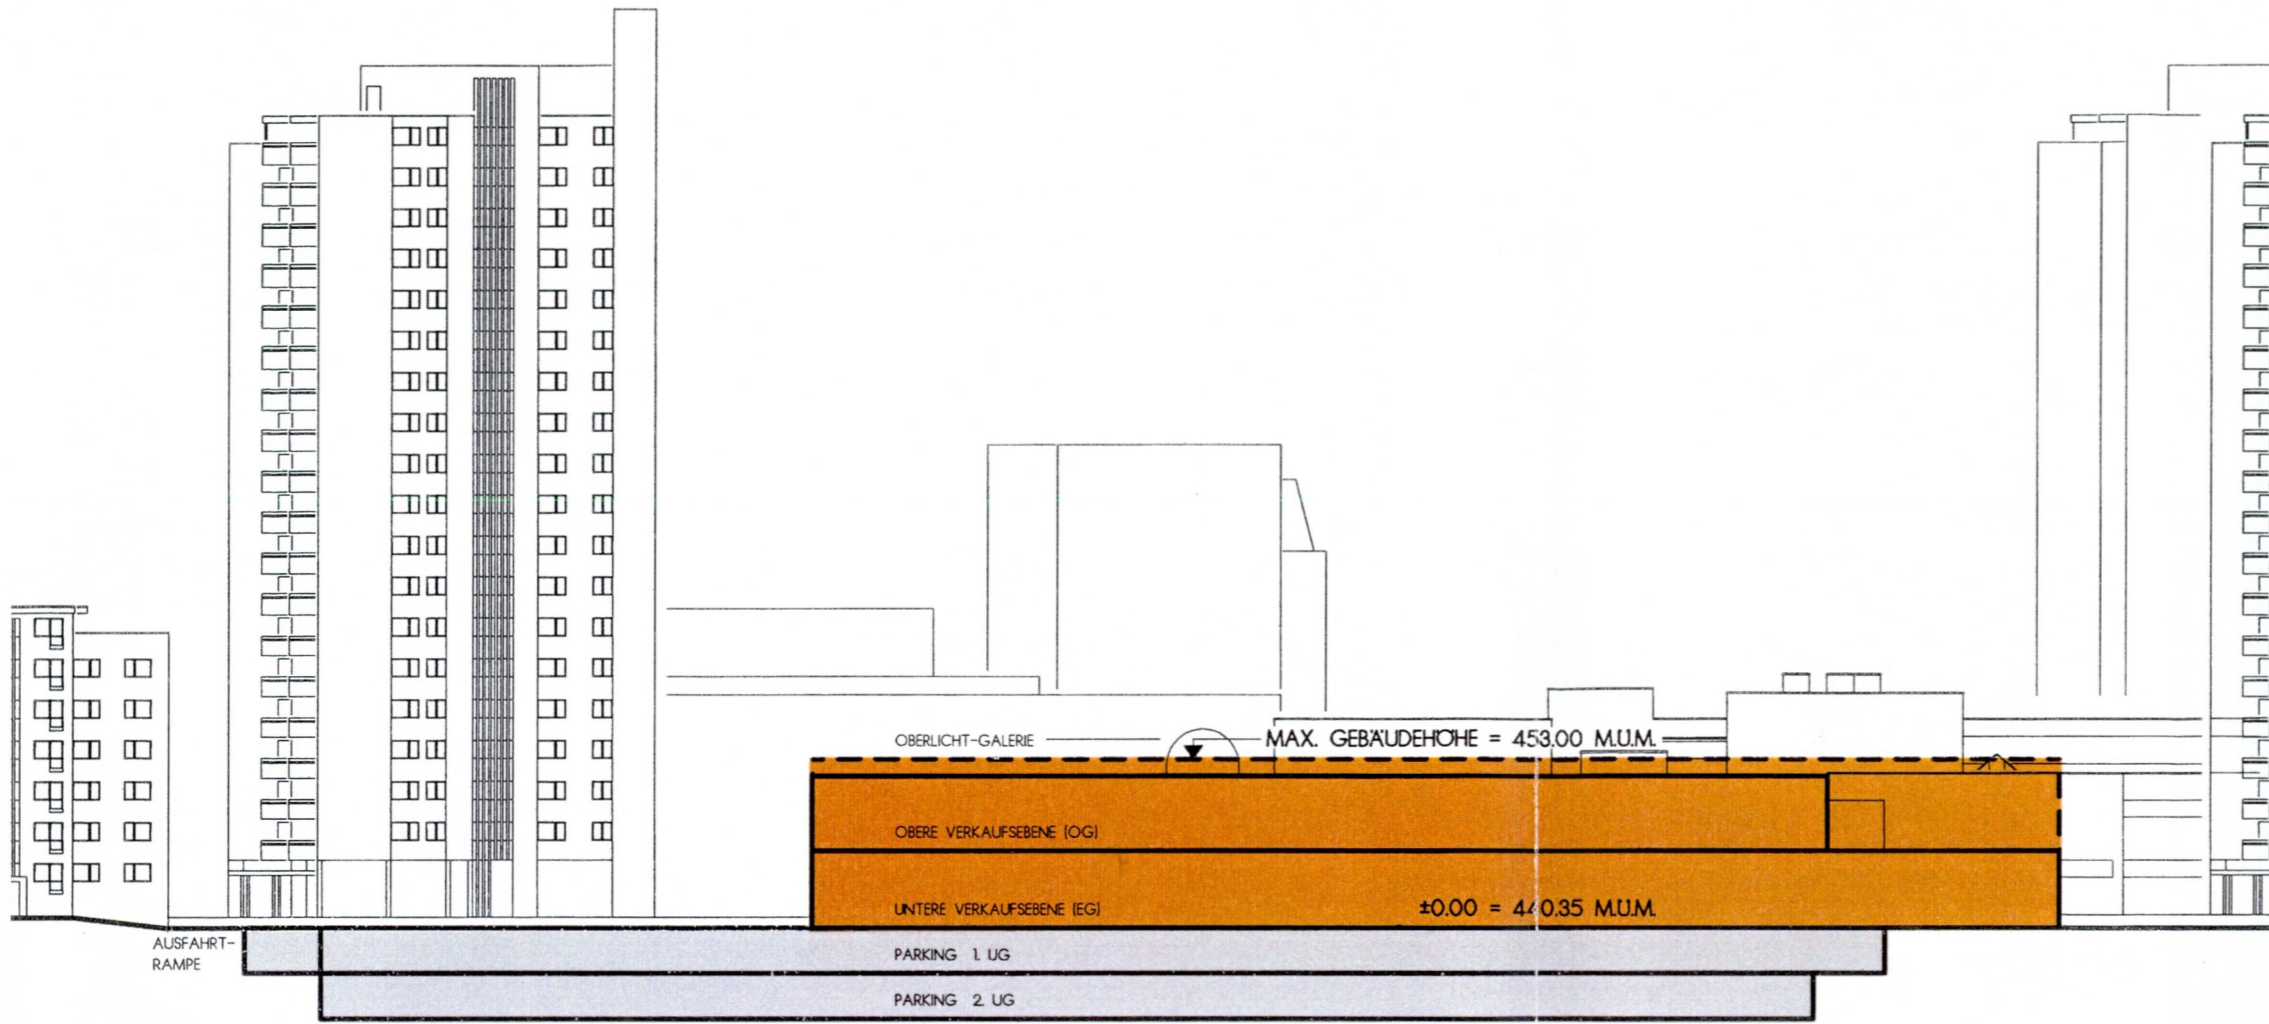 OBERLICHT-GALERIE
MAX. GEBÄUDEHÖHE = 453.00 M.Ü.M.
OBERE VERKAUFSEBENE (OG)
UNTERE VERKAUFSEBENE (EG)
±0.00 = 440.35 M.Ü.M.
AUSFAHRT-
RAMPE
PARKING 1. UG
PARKING 2. UG